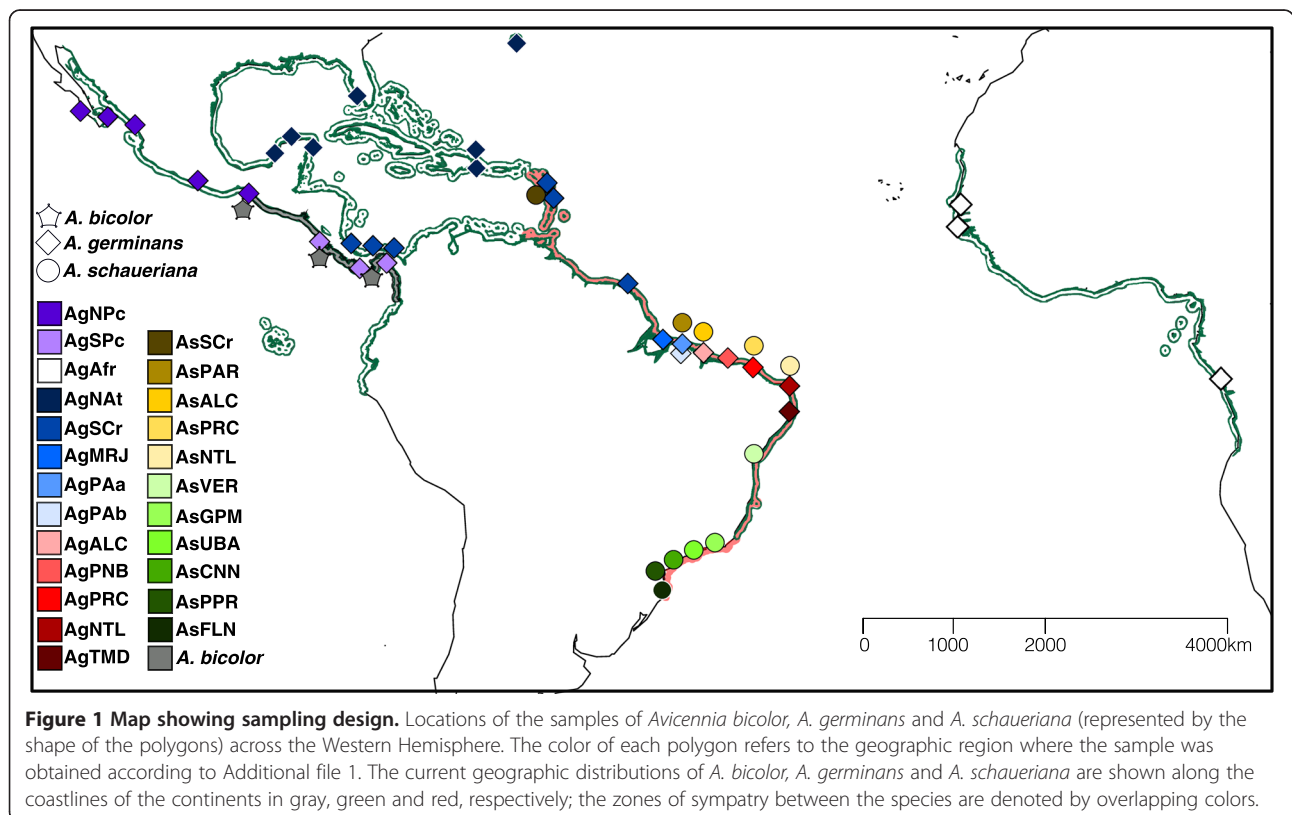 A. bicolor
A. germinans
A. schaueriana
AgNPc
AgSPc
AgAfr
AgNAt
AgSCr
AgMRJ
AgPAa
AgPAb
AgALC
AgPNB
AgPRC
AgNTL
AgTMD
AsSCr
AsPAR
AsALC
AsPRC
AsNTL
AsVER
AsGPM
AsUBA
AsCNN
AsPPR
AsFLN
A. bicolor
0 1000 2000 4000km
Figure 1 Map showing sampling design. Locations of the samples of Avicennia bicolor, A. germinans and A. schaueriana (represented by the
shape of the polygons) across the Western Hemisphere. The color of each polygon refers to the geographic region where the sample was
obtained according to Additional file 1. The current geographic distributions of A. bicolor, A. germinans and A. schaueriana are shown along the
coastlines of the continents in gray, green and red, respectively; the zones of sympatry between the species are denoted by overlapping colors.